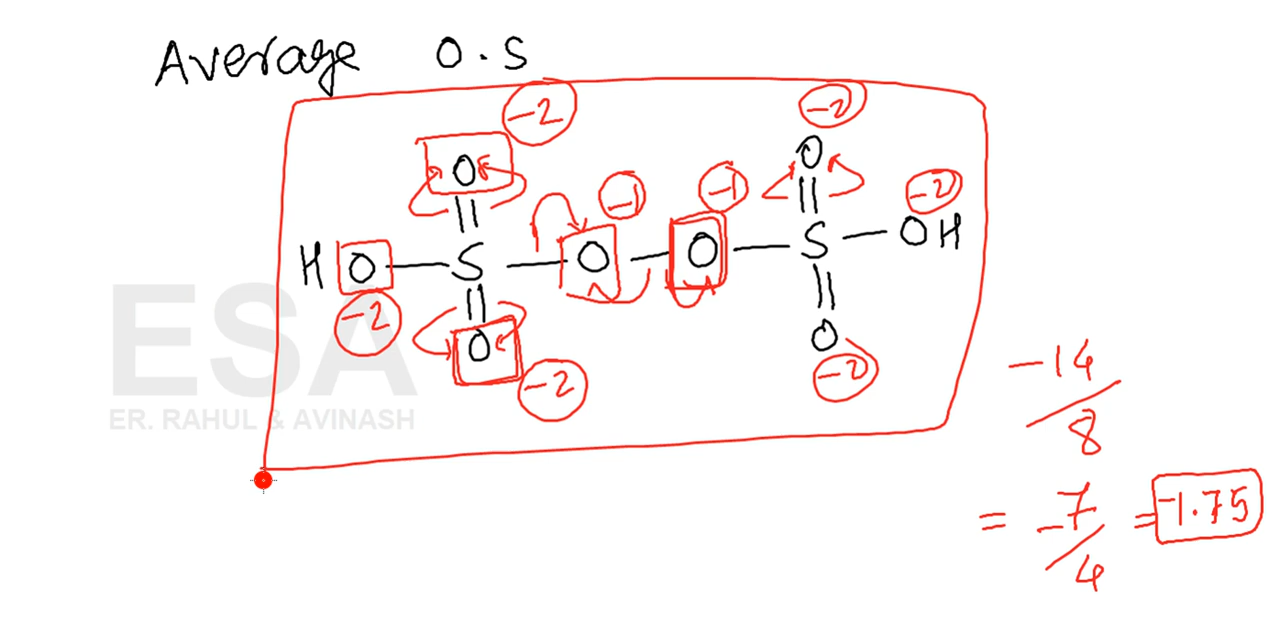 Average O.S
-2 -2
O O
-1 -1 -2
H O S O O S OH
-2
O O
-2 -2
ESA
ER. RAHUL & AVINASH
-14/8
= -7/4 = -1.75